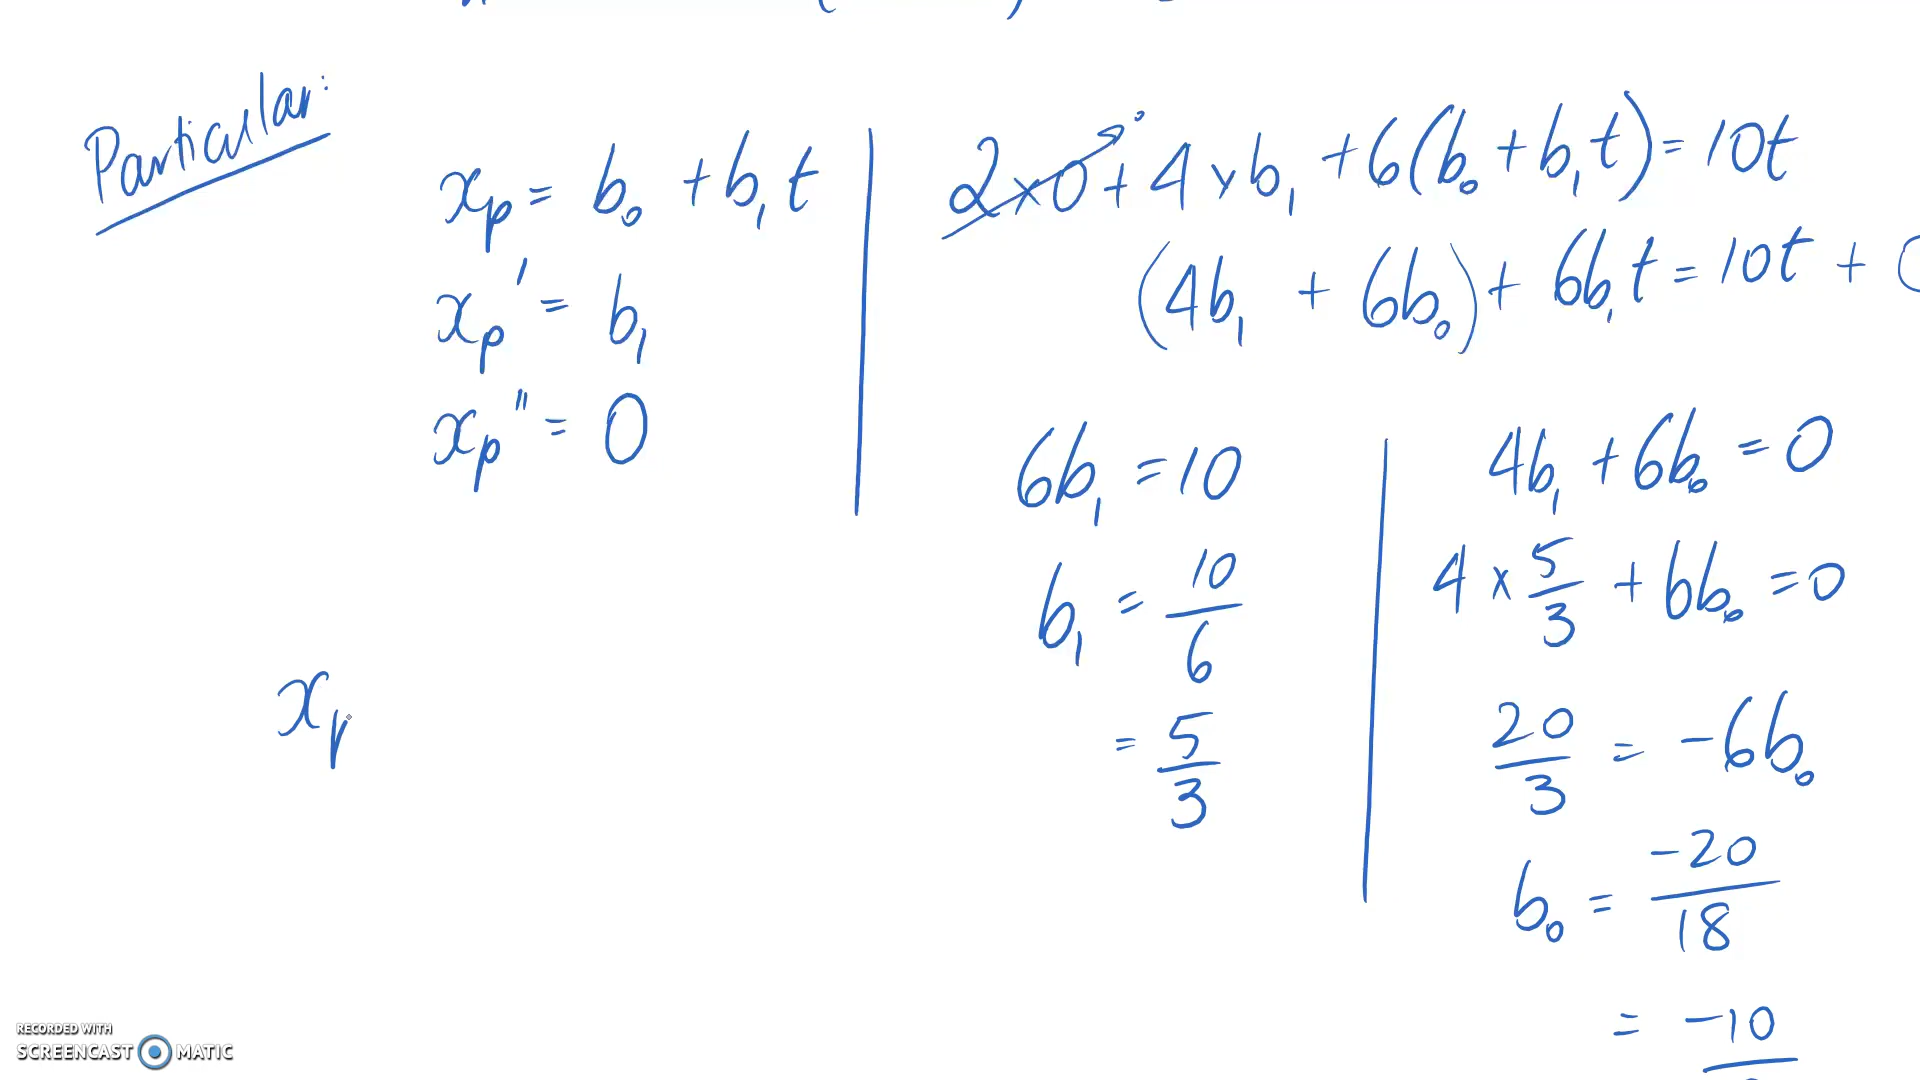 Particular:
xₚ = b₀ + b₁t
xₚ' = b₁
xₚ'' = 0
2 × 0 + 4 × b₁ + 6(b₀ + b₁t) = 10t
(4b₁ + 6b₀) + 6b₁t = 10t +
6b₁ = 10
b₁ = 10/6
= 5/3
4b₁ + 6b₀ = 0
4 × 5/3 + 6b₀ = 0
20/3 = -6b₀
b₀ = -20/18
= -10
xₚ
RECORDED WITH
SCREENCAST MATIC